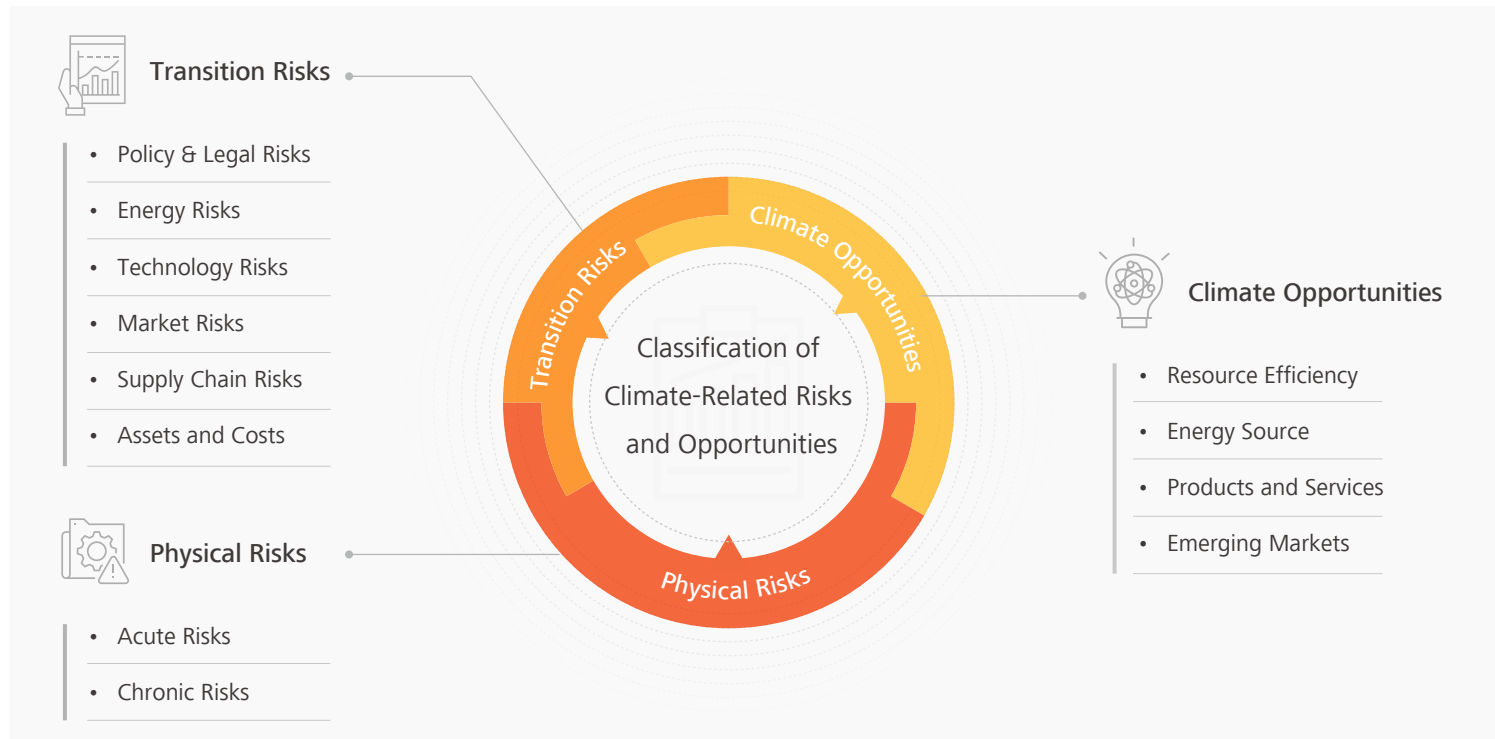 Transition Risks
• Policy & Legal Risks
• Energy Risks
• Technology Risks
• Market Risks
• Supply Chain Risks
• Assets and Costs
Physical Risks
• Acute Risks
• Chronic Risks
Transition Risks
Climate Opportunities
Physical Risks
Classification of
Climate-Related Risks
and Opportunities
Climate Opportunities
• Resource Efficiency
• Energy Source
• Products and Services
• Emerging Markets